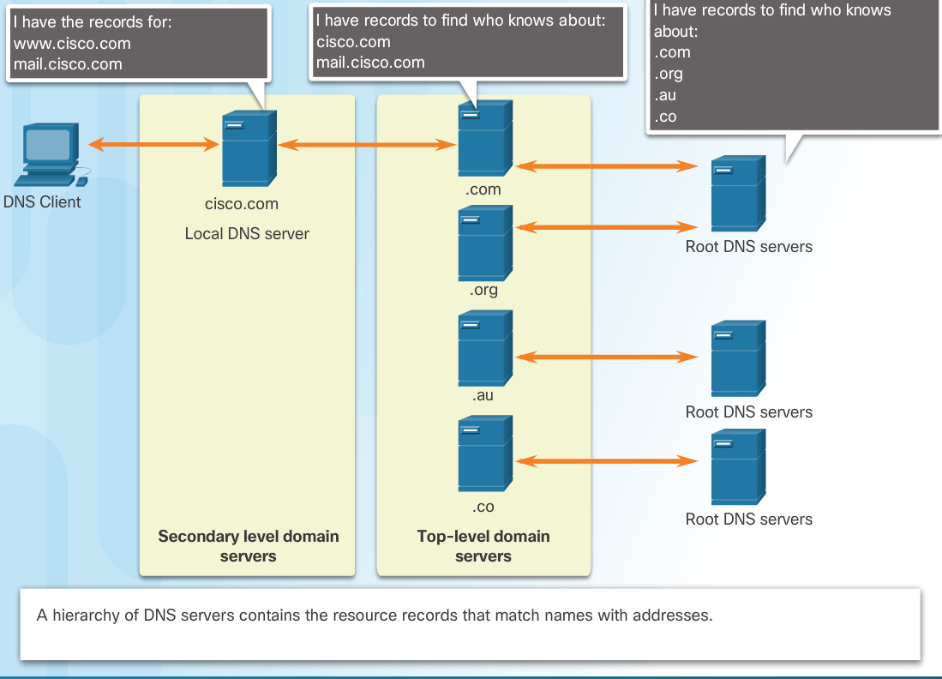 I have the records for:
www.cisco.com
mail.cisco.com
I have records to find who knows about:
cisco.com
mail.cisco.com
I have records to find who knows
about:
.com
.org
.au
.co
DNS Client
cisco.com
Local DNS server
.com
.org
.au
.co
Root DNS servers
Root DNS servers
Root DNS servers
Secondary level domain
servers
Top-level domain
servers
A hierarchy of DNS servers contains the resource records that match names with addresses.